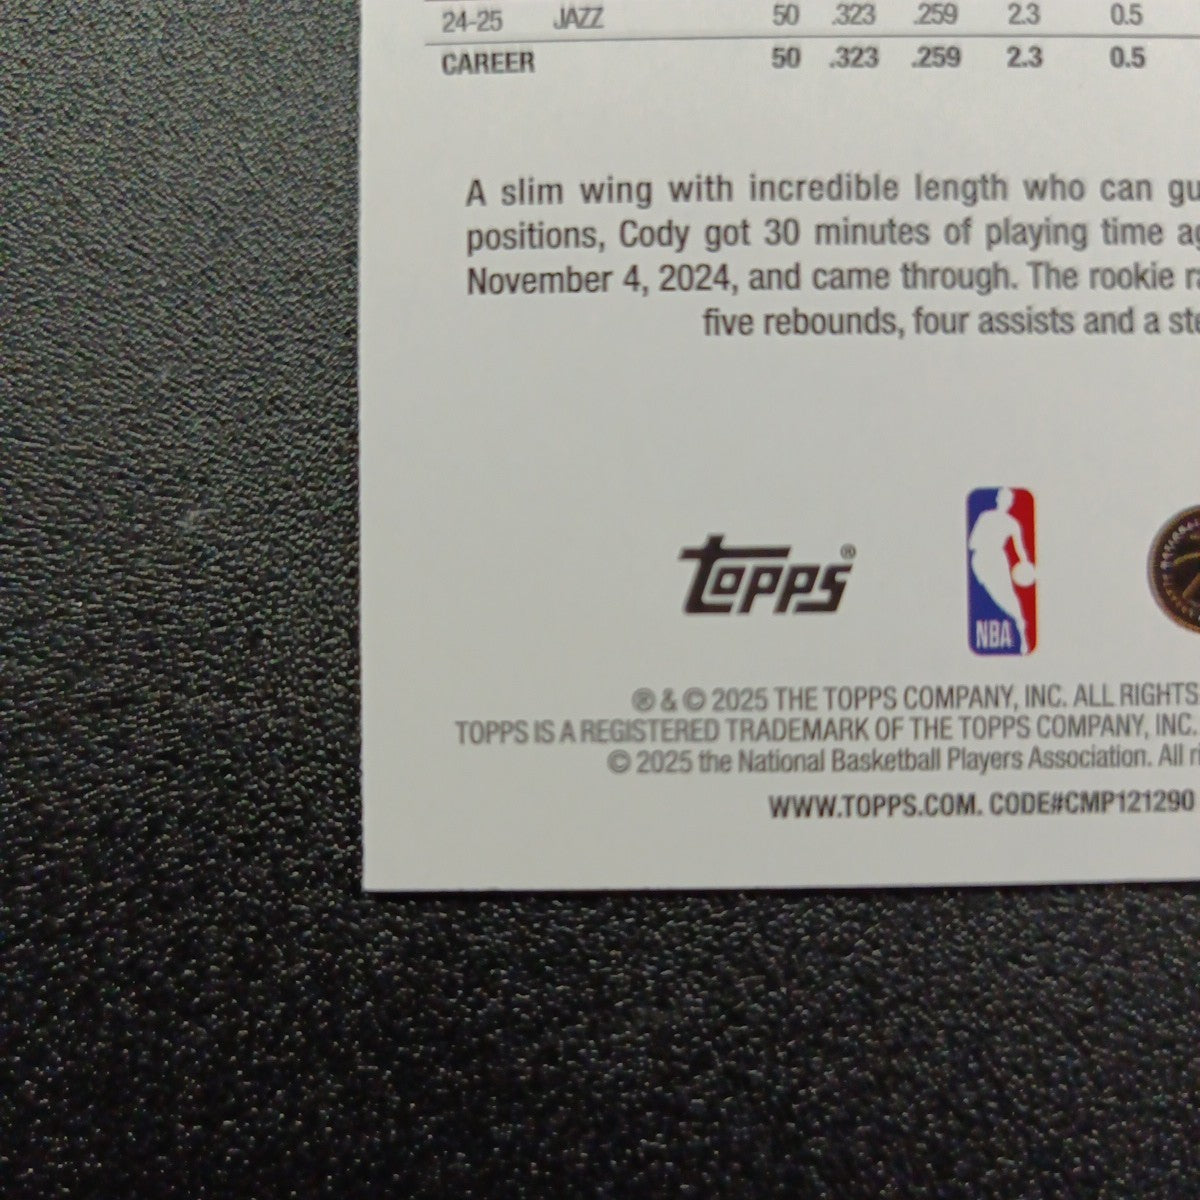 24-25 JAZZ 50 .323 .259 2.3 0.5
CAREER 50 .323 .259 2.3 0.5
A slim wing with incredible length who can gu
positions, Cody got 30 minutes of playing time ag
November 4, 2024, and came through. The rookie ra
five rebounds, four assists and a ste
topps®
NBA
® & © 2025 THE TOPPS COMPANY, INC. ALL RIGHTS
TOPPS IS A REGISTERED TRADEMARK OF THE TOPPS COMPANY, INC.
© 2025 the National Basketball Players Association. All ri
WWW.TOPPS.COM. CODE#CMP121290